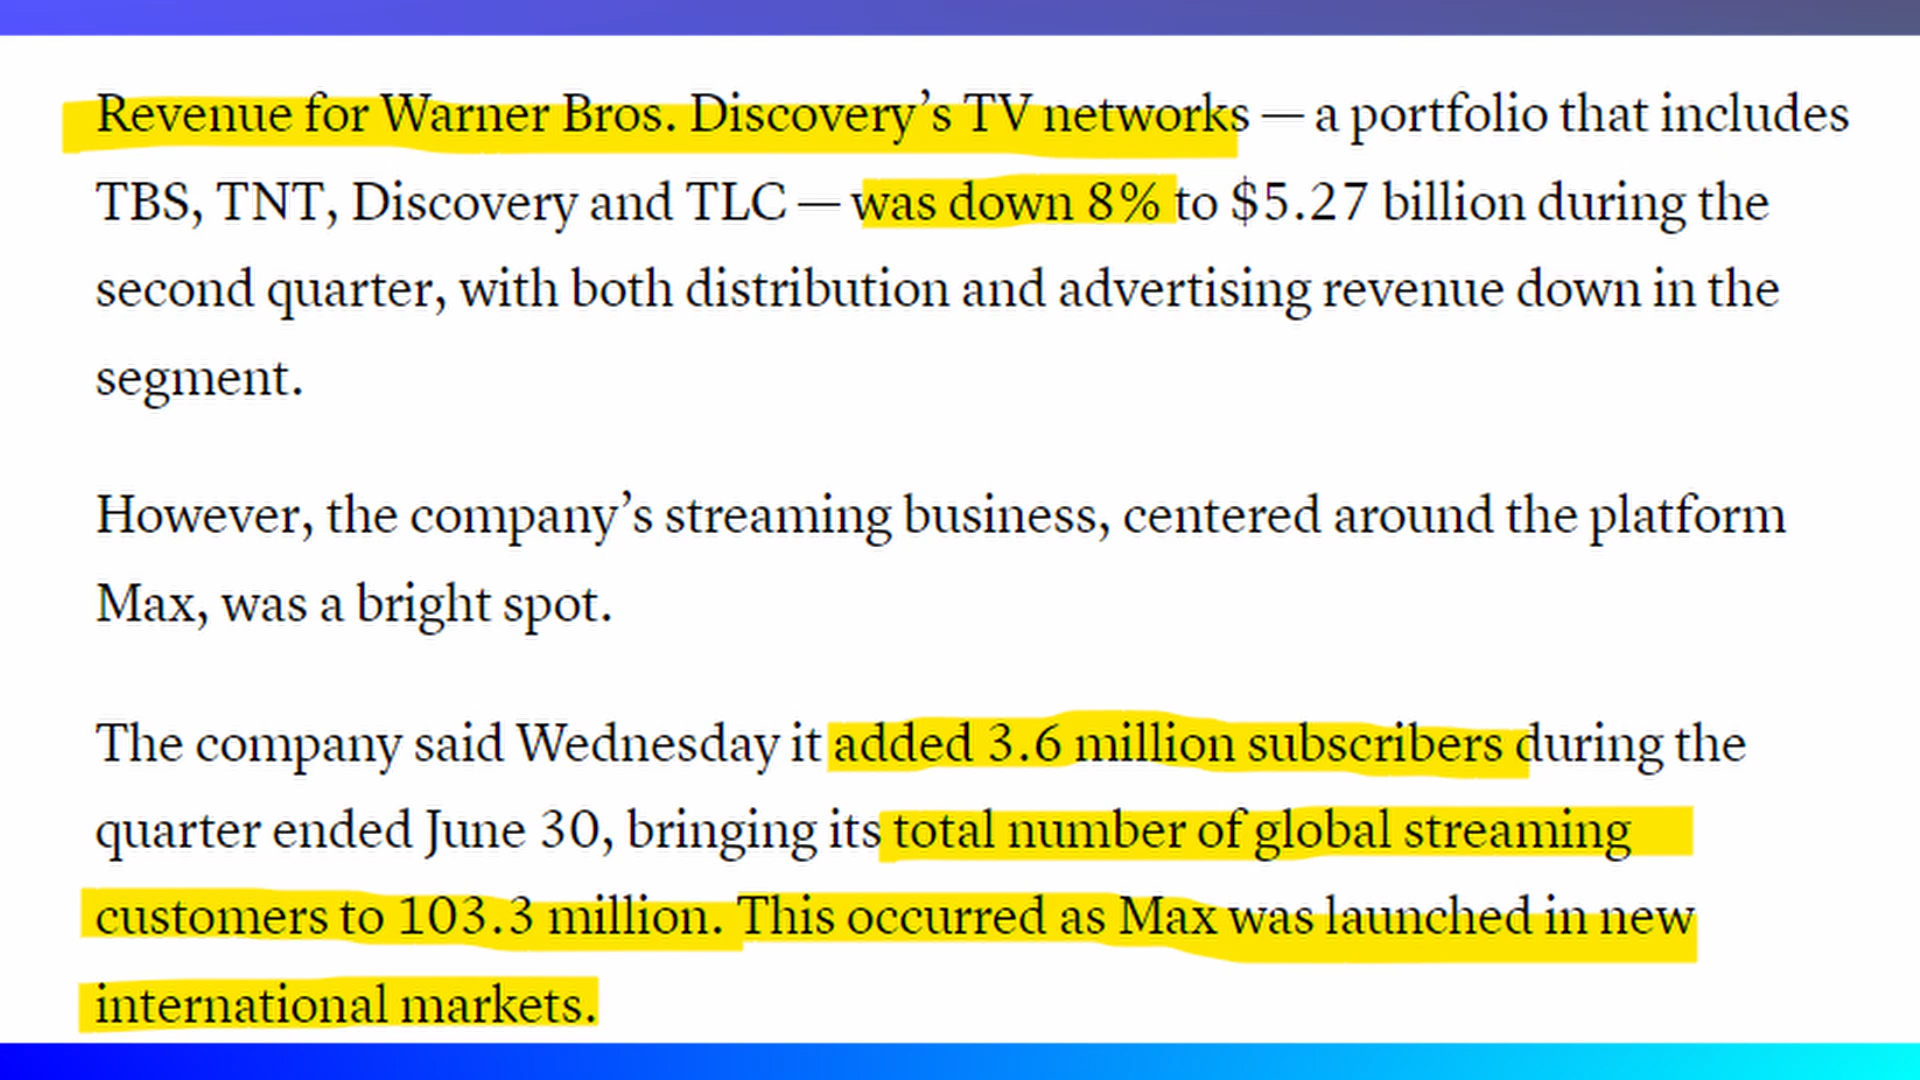 Revenue for Warner Bros. Discovery’s TV networks — a portfolio that includes
TBS, TNT, Discovery and TLC — was down 8% to $5.27 billion during the
second quarter, with both distribution and advertising revenue down in the
segment.
However, the company’s streaming business, centered around the platform
Max, was a bright spot.
The company said Wednesday it added 3.6 million subscribers during the
quarter ended June 30, bringing its total number of global streaming
customers to 103.3 million. This occurred as Max was launched in new
international markets.